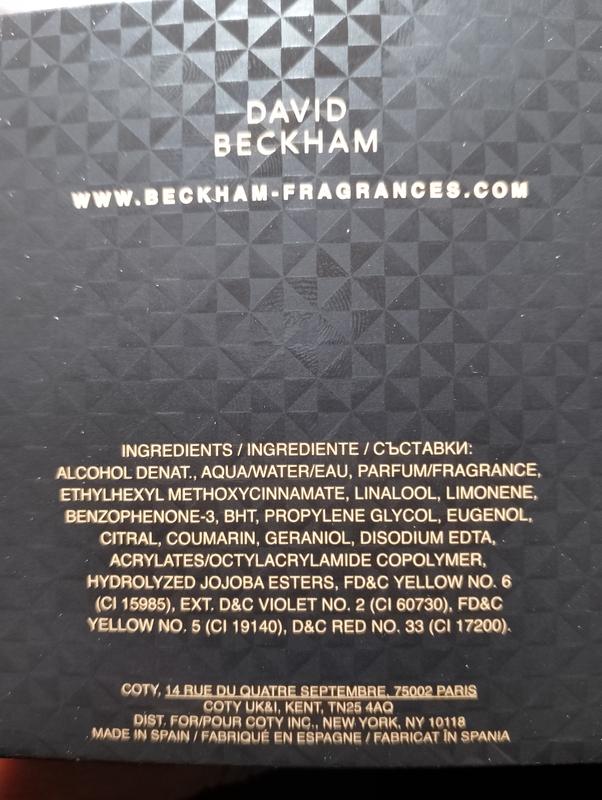 DAVID
BECKHAM
WWW.BECKHAM-FRAGRANCES.COM
INGREDIENTS / INGREDIENTE / СЪСТАВКИ:
ALCOHOL DENAT., AQUA/WATER/EAU, PARFUM/FRAGRANCE,
ETHYLHEXYL METHOXYCINNAMATE, LINALOOL, LIMONENE,
BENZOPHENONE-3, BHT, PROPYLENE GLYCOL, EUGENOL,
CITRAL, COUMARIN, GERANIOL, DISODIUM EDTA,
ACRYLATES/OCTYLACRYLAMIDE COPOLYMER,
HYDROLYZED JOJOBA ESTERS, FD&C YELLOW NO. 6
(CI 15985), EXT. D&C VIOLET NO. 2 (CI 60730), FD&C
YELLOW NO. 5 (CI 19140), D&C RED NO. 33 (CI 17200).
COTY, 14 RUE DU QUATRE SEPTEMBRE, 75002 PARIS
COTY UK&I, KENT, TN25 4AQ
DIST. FOR/POUR COTY INC., NEW YORK, NY 10118
MADE IN SPAIN / FABRIQUÉ EN ESPAGNE / FABRICAT ÎN SPANIA